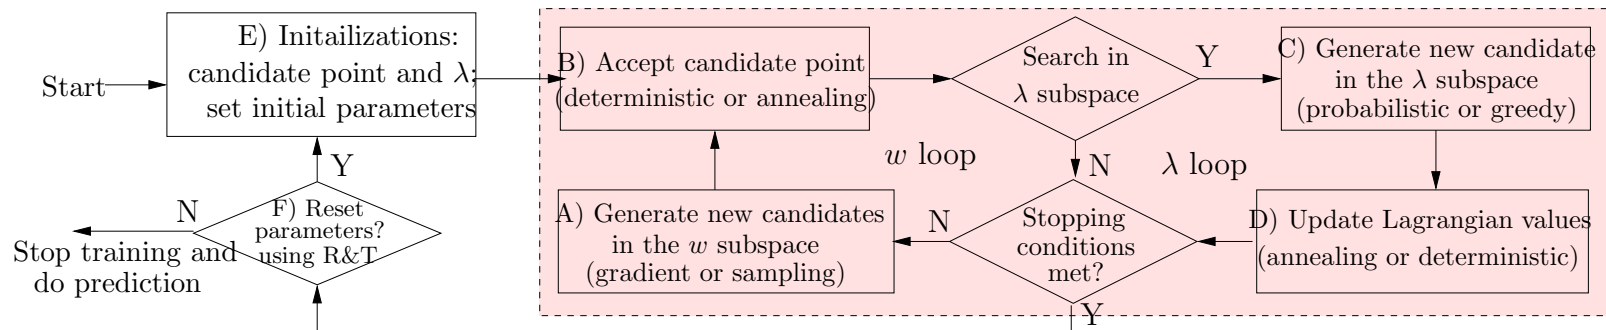 Start
E) Initailizations:
candidate point and λ;
set initial parameters
B) Accept candidate point
(deterministic or annealing)
Search in
λ subspace
Y
C) Generate new candidate
in the λ subspace
(probabilistic or greedy)
Y
w loop
N
λ loop
N
F) Reset
parameters?
using R&T
Stop training and
do prediction
A) Generate new candidates
in the w subspace
(gradient or sampling)
N
Stopping
conditions
met?
D) Update Lagrangian values
(annealing or deterministic)
Y